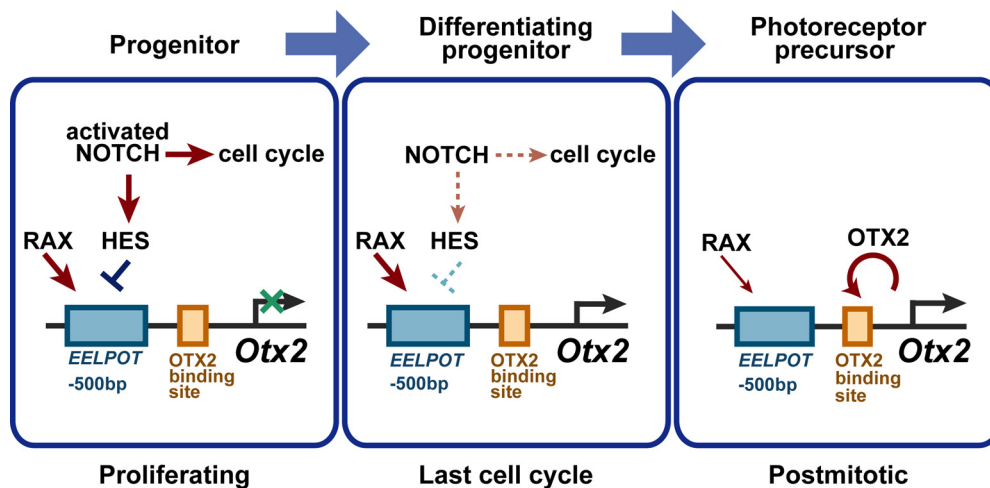 Progenitor
Differentiating
progenitor
Photoreceptor
precursor
activated
NOTCH
cell cycle
RAX
HES
EELPOT
-500bp
OTX2
binding
site
Otx2
NOTCH
cell cycle
RAX
HES
EELPOT
-500bp
OTX2
binding
site
Otx2
RAX
OTX2
EELPOT
-500bp
OTX2
binding
site
Otx2
Proliferating
Last cell cycle
Postmitotic